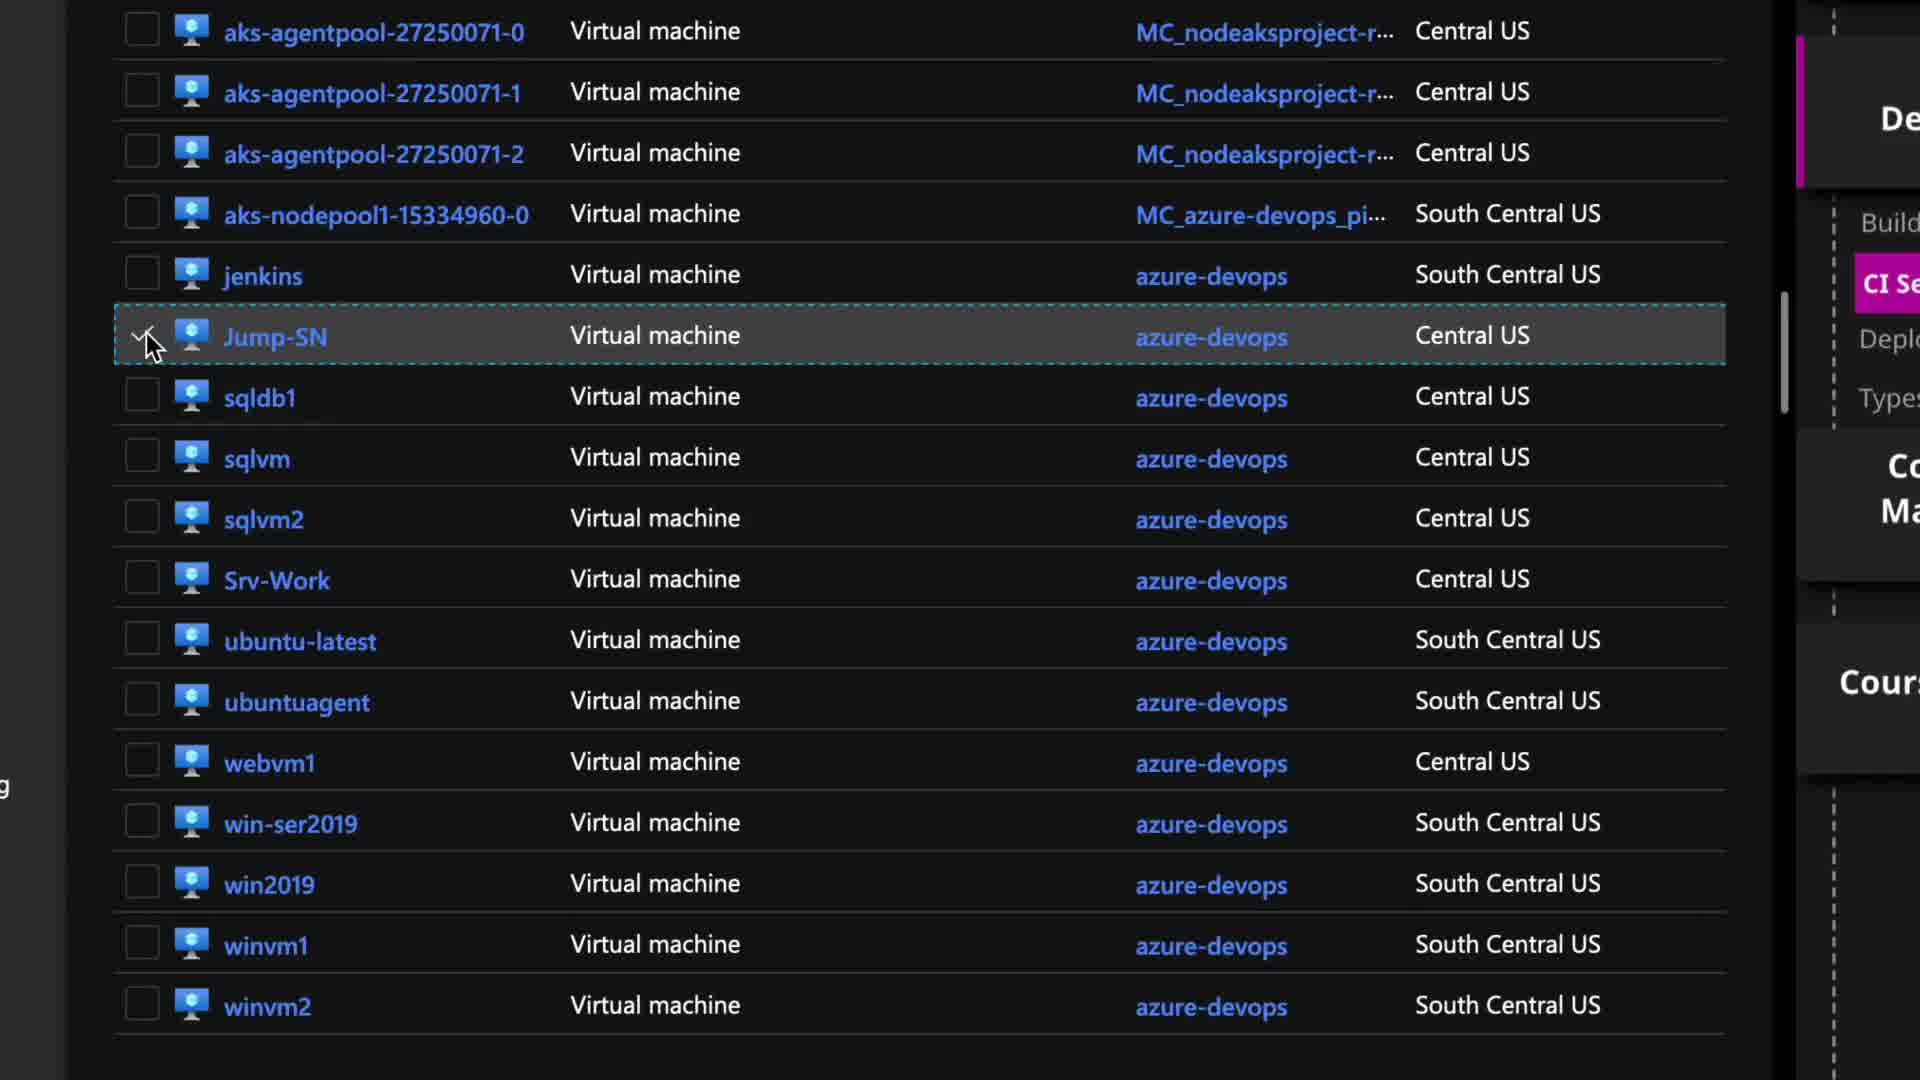 aks-agentpool-27250071-0 Virtual machine MC_nodeaksproject-r... Central US
aks-agentpool-27250071-1 Virtual machine MC_nodeaksproject-r... Central US
aks-agentpool-27250071-2 Virtual machine MC_nodeaksproject-r... Central US
aks-nodepool1-15334960-0 Virtual machine MC_azure-devops_pi... South Central US
jenkins Virtual machine azure-devops South Central US
Jump-SN Virtual machine azure-devops Central US
sqldb1 Virtual machine azure-devops Central US
sqlvm Virtual machine azure-devops Central US
sqlvm2 Virtual machine azure-devops Central US
Srv-Work Virtual machine azure-devops Central US
ubuntu-latest Virtual machine azure-devops South Central US
ubuntuagent Virtual machine azure-devops South Central US
webvm1 Virtual machine azure-devops Central US
win-ser2019 Virtual machine azure-devops South Central US
win2019 Virtual machine azure-devops South Central US
winvm1 Virtual machine azure-devops South Central US
winvm2 Virtual machine azure-devops South Central US
g
De
Build
CI Se
Deplo
Types
Co
Ma
Cours